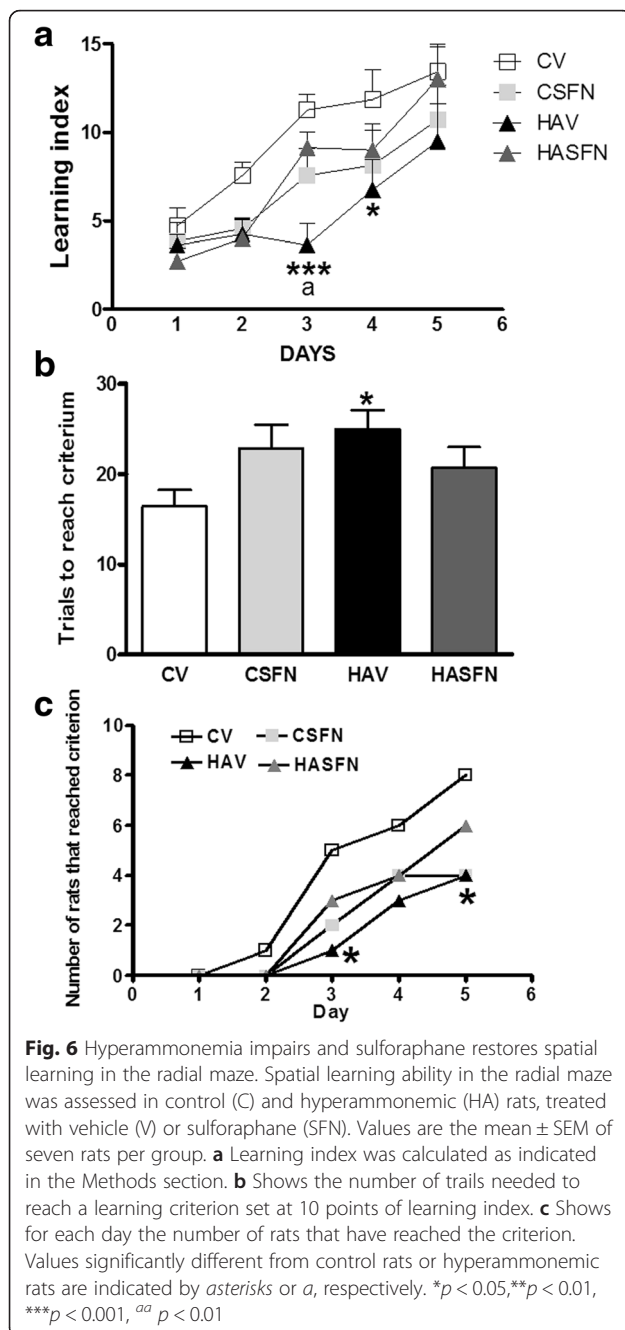 a
15
10
5
0
Learning index
CV
CSFN
HAV
HASFN
***
a
*
0 1 2 3 4 5 6
DAYS
b
30
20
10
0
Trials to reach criterium
*
CV CSFN HAV HASFN
c
10
8
6
4
2
0
Number of rats that reached criterion
CV CSFN
HAV HASFN
*
*
0 1 2 3 4 5 6
Day
Fig. 6 Hyperammonemia impairs and sulforaphane restores spatial
learning in the radial maze. Spatial learning ability in the radial maze
was assessed in control (C) and hyperammonemic (HA) rats, treated
with vehicle (V) or sulforaphane (SFN). Values are the mean ± SEM of
seven rats per group. a Learning index was calculated as indicated
in the Methods section. b Shows the number of trails needed to
reach a learning criterion set at 10 points of learning index. c Shows
for each day the number of rats that have reached the criterion.
Values significantly different from control rats or hyperammonemic
rats are indicated by asterisks or a, respectively. *p < 0.05,**p < 0.01,
***p < 0.001, aa p < 0.01